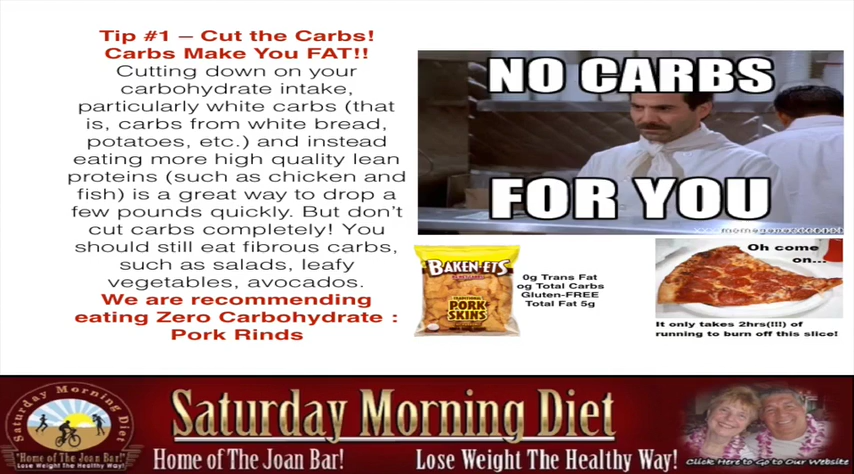 Tip #1 – Cut the Carbs!
Carbs Make You FAT!!
Cutting down on your
carbohydrate intake,
particularly white carbs (that
is, carbs from white bread,
potatoes, etc.) and instead
eating more high quality lean
proteins (such as chicken and
fish) is a great way to drop a
few pounds quickly. But don't
cut carbs completely! You
should still eat fibrous carbs,
such as salads, leafy
vegetables, avocados.
We are recommending
eating Zero Carbohydrate :
Pork Rinds
NO CARBS
FOR YOU
BAKEN-ETS
TRADITIONAL
PORK
SKINS
0g Trans Fat
og Total Carbs
Gluten-FREE
Total Fat 5g
Oh come
on...
It only takes 2hrs(!!!) of
running to burn off this slice!
Saturday Morning Diet
"Home of The Joan Bar!"
Lose Weight The Healthy Way!
Saturday Morning Diet
Home of The Joan Bar!
Lose Weight The Healthy Way!
Click Here to Go to Our Website